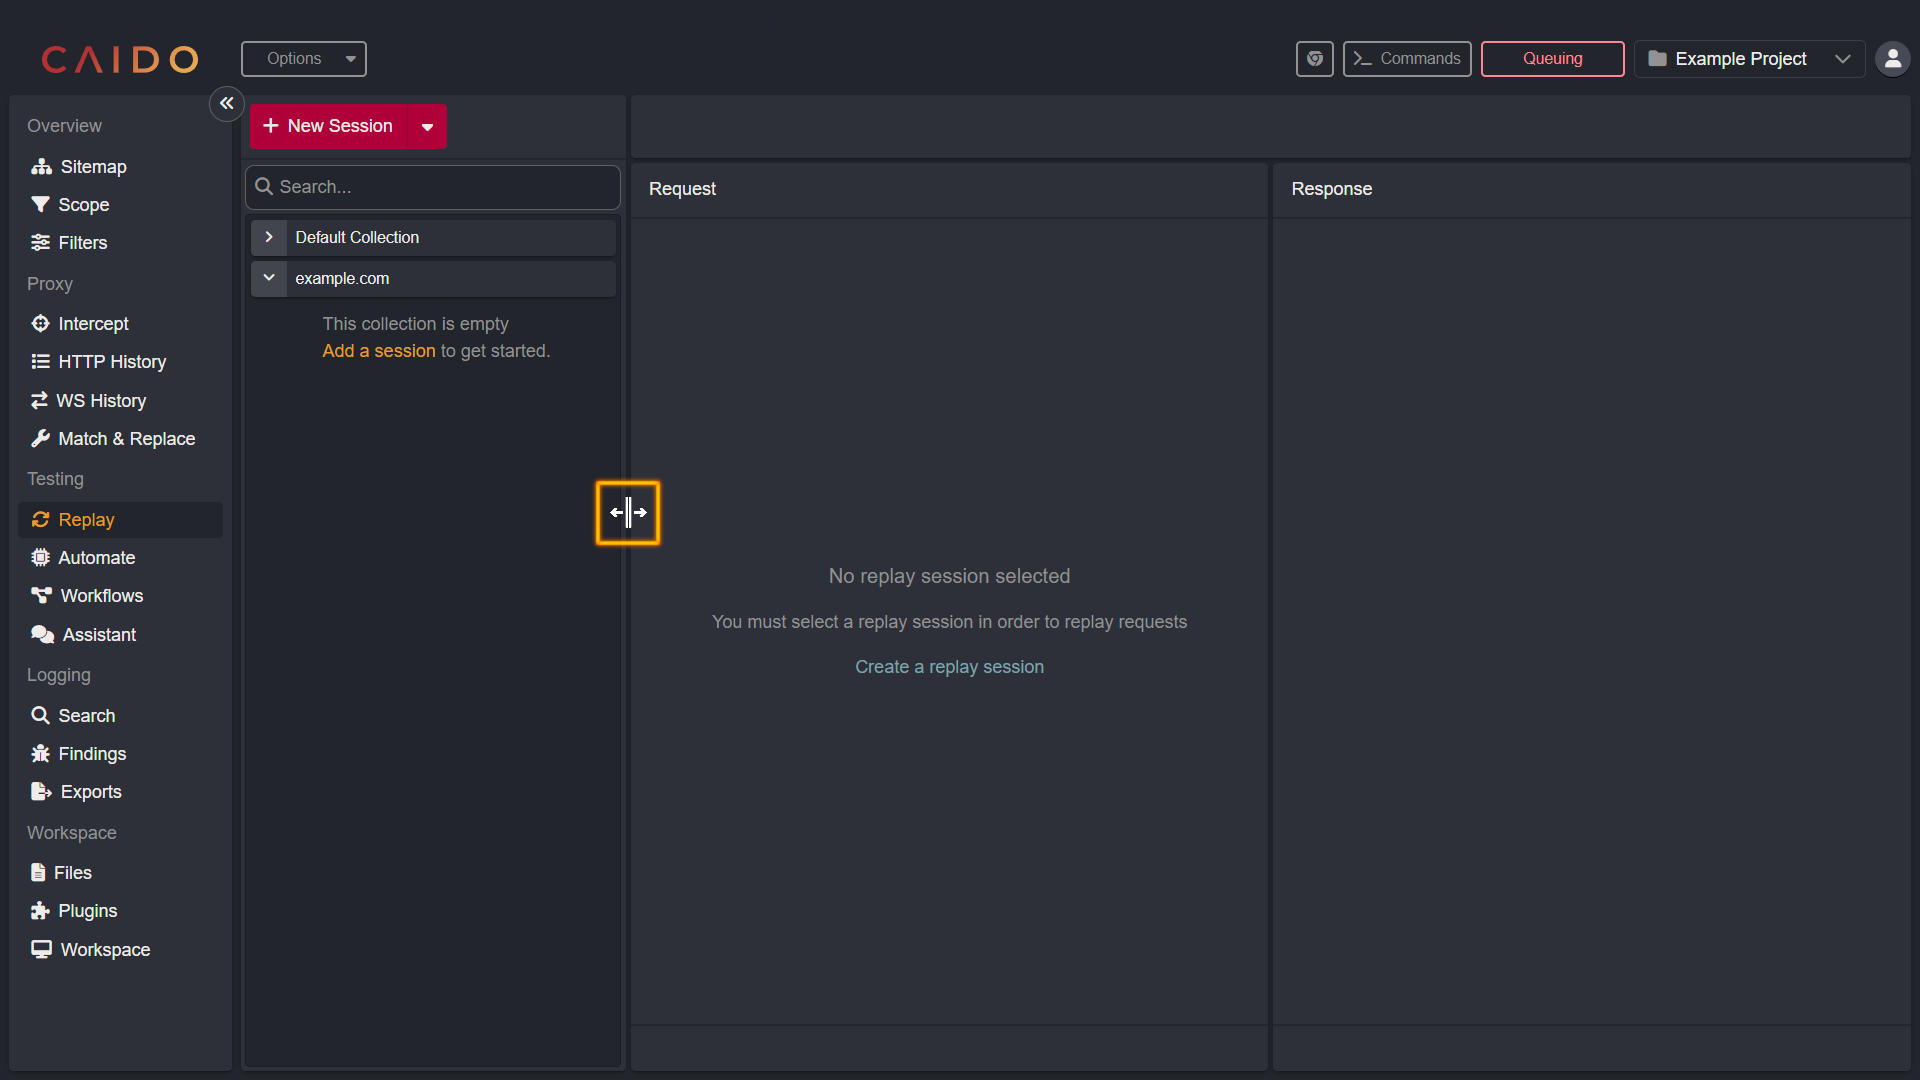 CAIDO
Options
Commands
Queuing
Example Project
Overview
Sitemap
Scope
Filters
Proxy
Intercept
HTTP History
WS History
Match & Replace
Testing
Replay
Automate
Workflows
Assistant
Logging
Search
Findings
Exports
Workspace
Files
Plugins
Workspace
New Session
Search...
Default Collection
example.com
This collection is empty
Add a session to get started.
Request
No replay session selected
You must select a replay session in order to replay requests
Create a replay session
Response